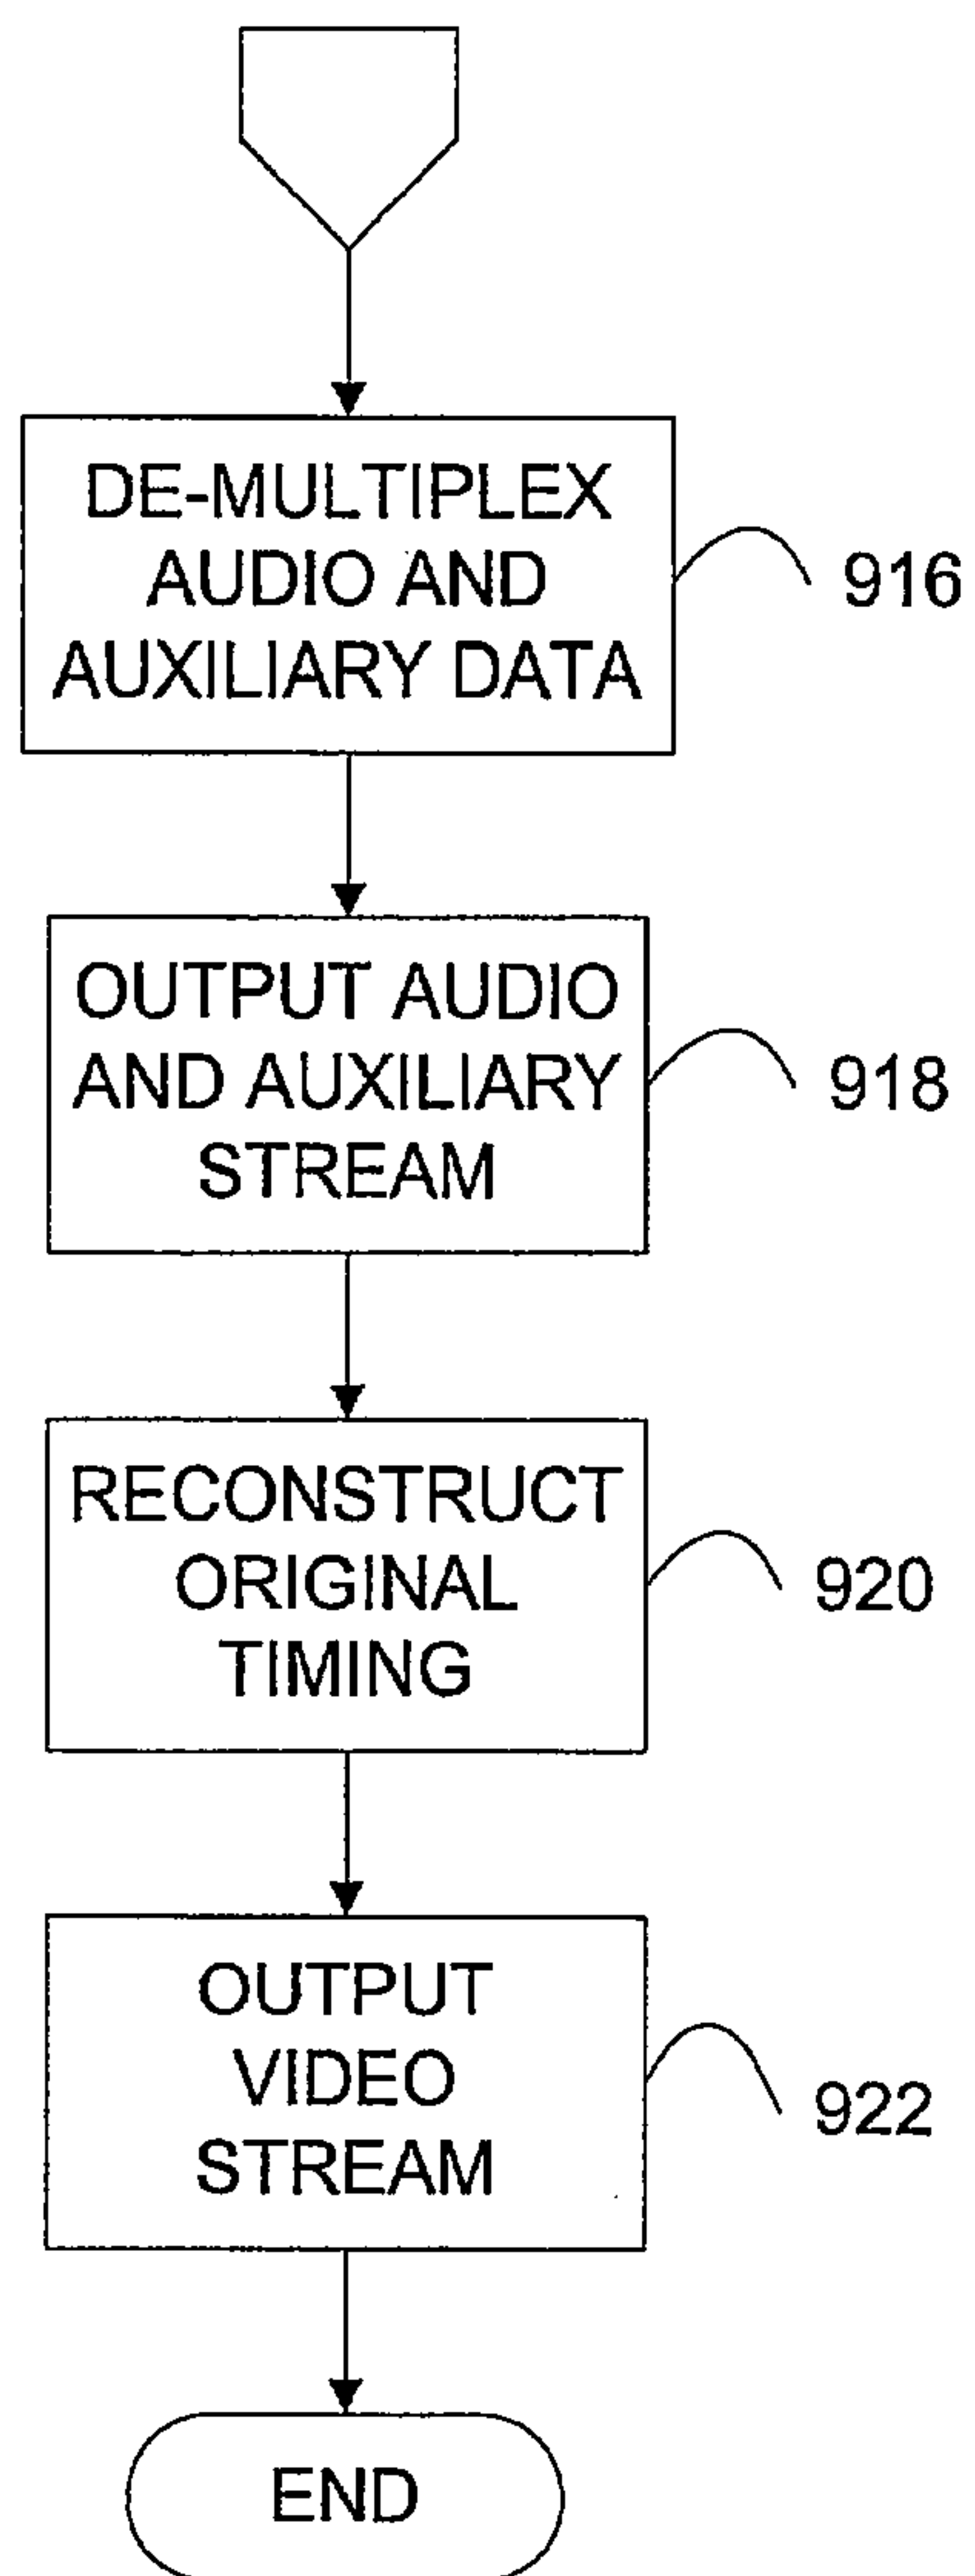 DE-MULTIPLEX
AUDIO AND
AUXILIARY DATA
916
OUTPUT AUDIO
AND AUXILIARY
STREAM
918
RECONSTRUCT
ORIGINAL
TIMING
920
OUTPUT
VIDEO
STREAM
922
END